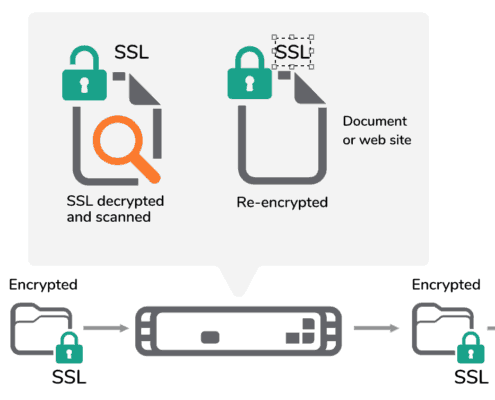 SSL
SSL
Document
or web site
SSL decrypted
and scanned
Re-encrypted
Encrypted
Encrypted
SSL
SSL